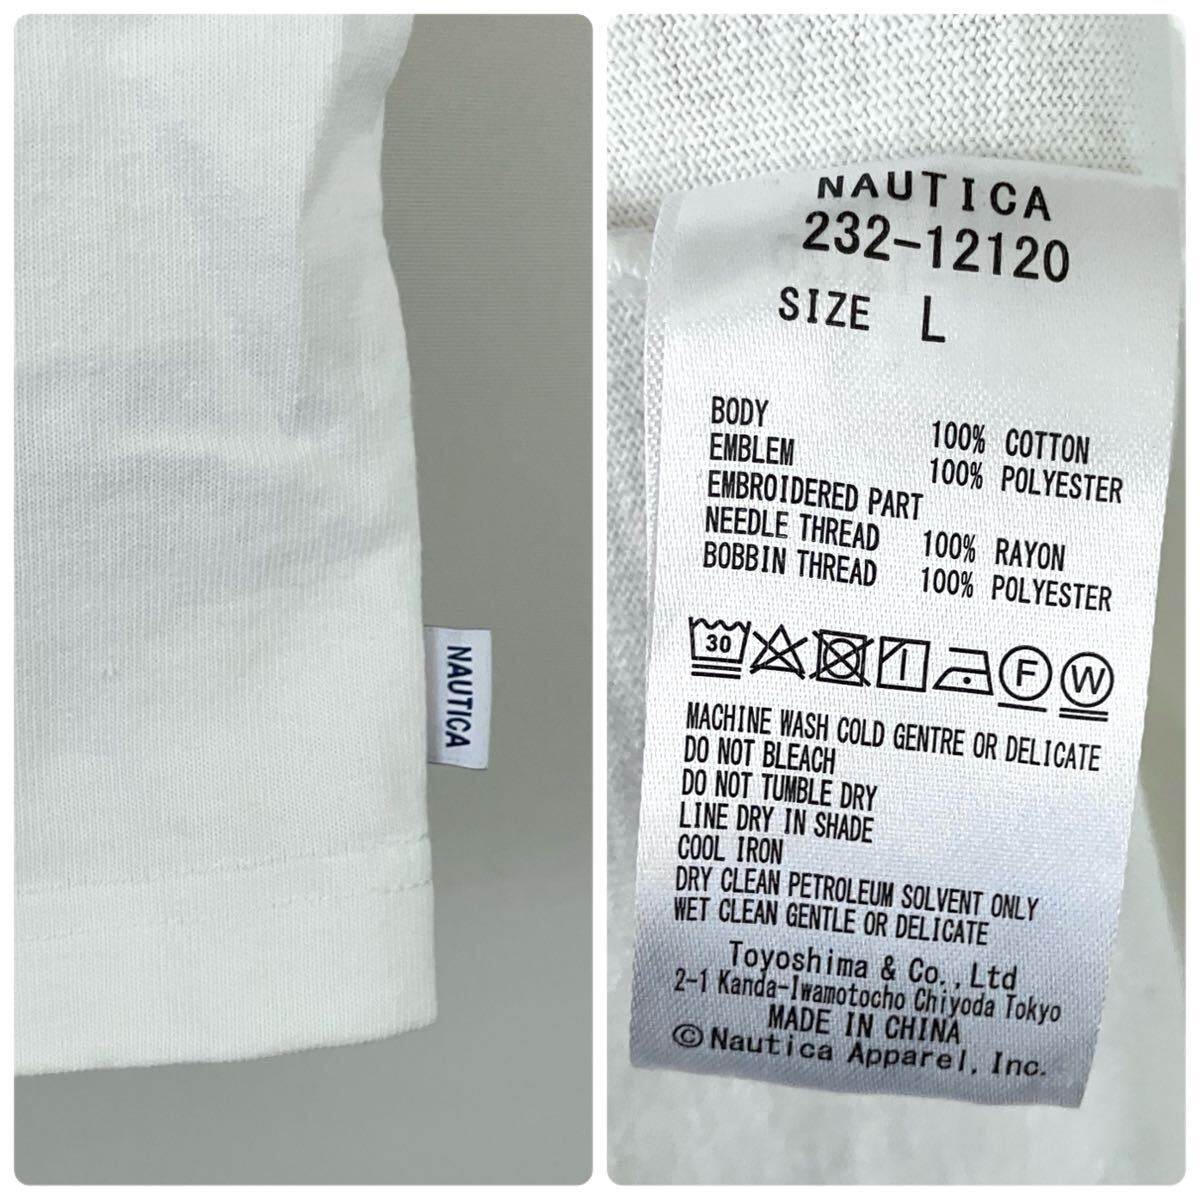 NAUTICA
NAUTICA
232-12120
SIZE L
BODY 100% COTTON
EMBLEM 100% POLYESTER
EMBROIDERED PART
NEEDLE THREAD 100% RAYON
BOBBIN THREAD 100% POLYESTER
30 F W
MACHINE WASH COLD GENTRE OR DELICATE
DO NOT BLEACH
DO NOT TUMBLE DRY
LINE DRY IN SHADE
COOL IRON
DRY CLEAN PETROLEUM SOLVENT ONLY
WET CLEAN GENTLE OR DELICATE
Toyoshima & Co.,Ltd
2-1 Kanda-Iwamotocho Chiyoda Tokyo
MADE IN CHINA
©Nautica Apparel, Inc.